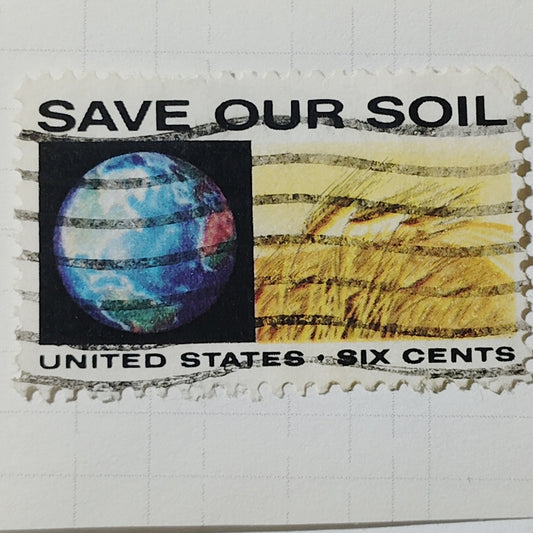 SAVE OUR SOIL
UNITED STATES • SIX CENTS